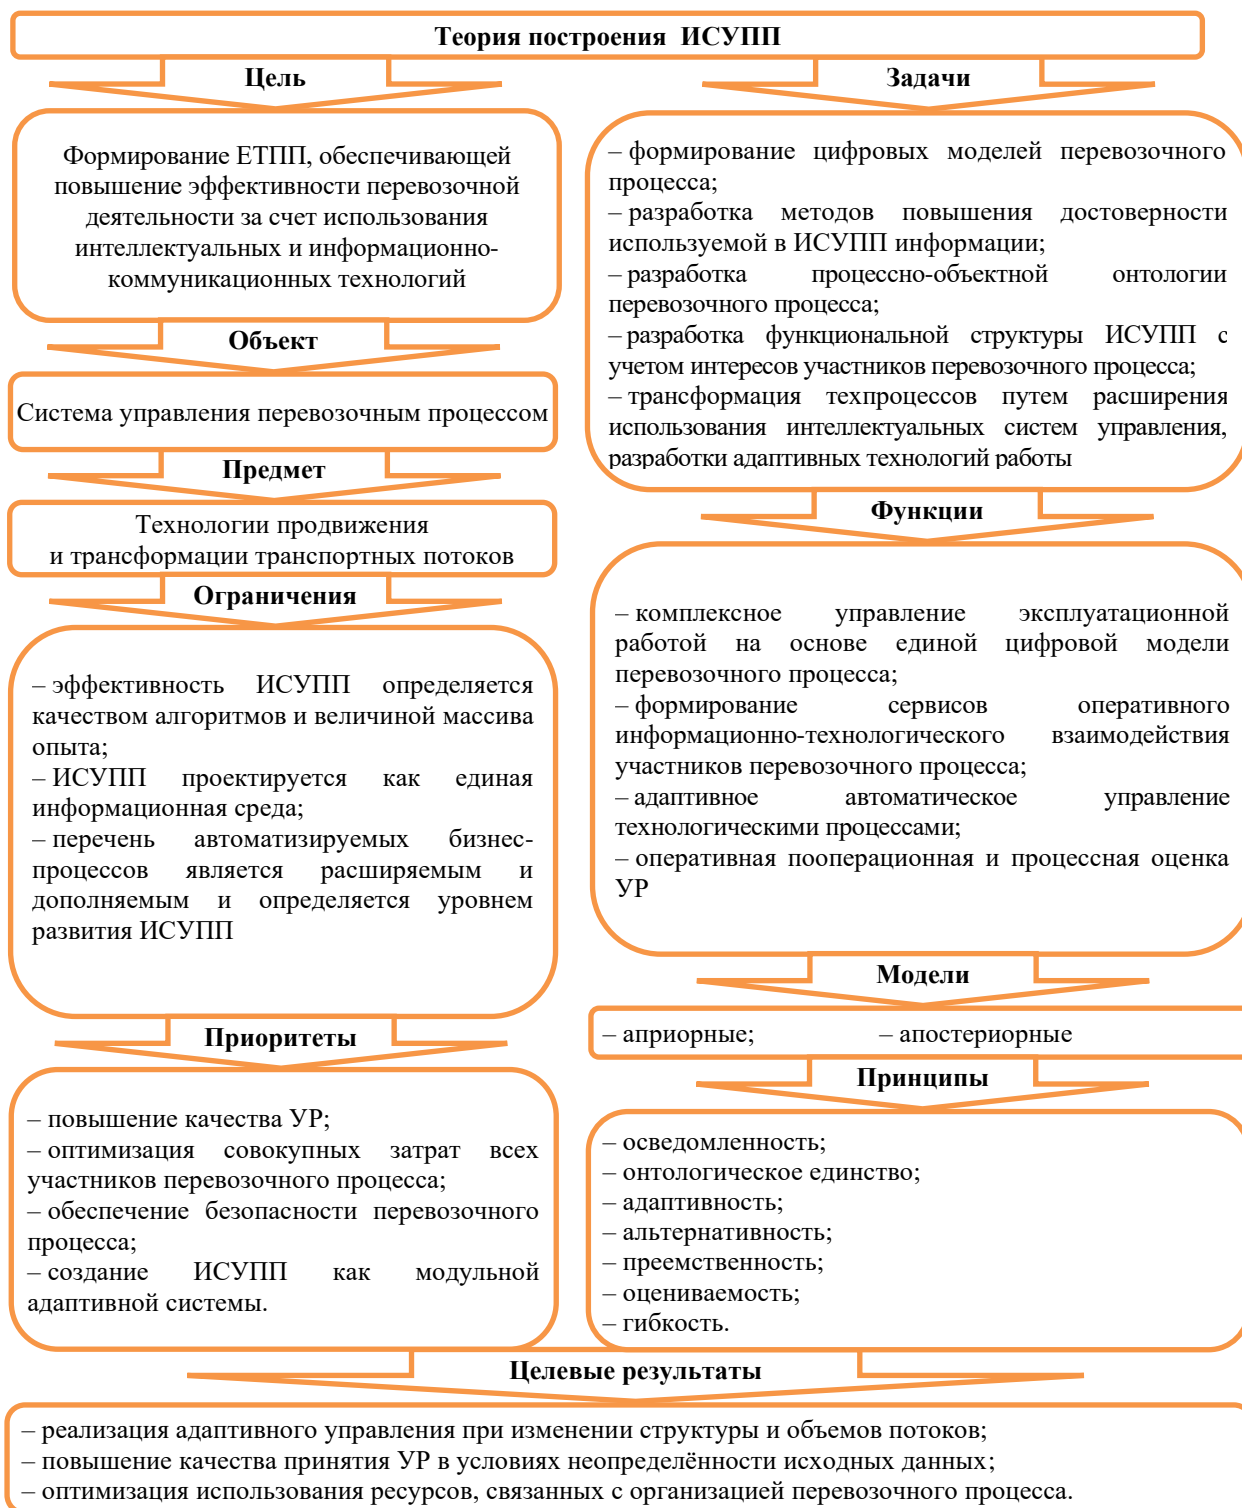 Теория построения ИСУПП
Цель
Формирование ЕТПП, обеспечивающей
повышение эффективности перевозочной
деятельности за счет использования
интеллектуальных и информационно-
коммуникационных технологий
Объект
Система управления перевозочным процессом
Предмет
Технологии продвижения
и трансформации транспортных потоков
Ограничения
– эффективность ИСУПП определяется
качеством алгоритмов и величиной массива
опыта;
– ИСУПП проектируется как единая
информационная среда;
– перечень автоматизируемых бизнес-
процессов является расширяемым и
дополняемым и определяется уровнем
развития ИСУПП
Приоритеты
– повышение качества УР;
– оптимизация совокупных затрат всех
участников перевозочного процесса;
– обеспечение безопасности перевозочного
процесса;
– создание ИСУПП как модульной
адаптивной системы.
Задачи
– формирование цифровых моделей перевозочного
процесса;
– разработка методов повышения достоверности
используемой в ИСУПП информации;
– разработка процессно-объектной онтологии
перевозочного процесса;
– разработка функциональной структуры ИСУПП с
учетом интересов участников перевозочного процесса;
– трансформация техпроцессов путем расширения
использования интеллектуальных систем управления,
разработки адаптивных технологий работы
Функции
– комплексное управление эксплуатационной
работой на основе единой цифровой модели
перевозочного процесса;
– формирование сервисов оперативного
информационно-технологического взаимодействия
участников перевозочного процесса;
– адаптивное автоматическое управление
технологическими процессами;
– оперативная пооперационная и процессная оценка
УР
Модели
– априорные; – апостериорные
Принципы
– осведомленность;
– онтологическое единство;
– адаптивность;
– альтернативность;
– преемственность;
– оцениваемость;
– гибкость.
Целевые результаты
– реализация адаптивного управления при изменении структуры и объемов потоков;
– повышение качества принятия УР в условиях неопределённости исходных данных;
– оптимизация использования ресурсов, связанных с организацией перевозочного процесса.